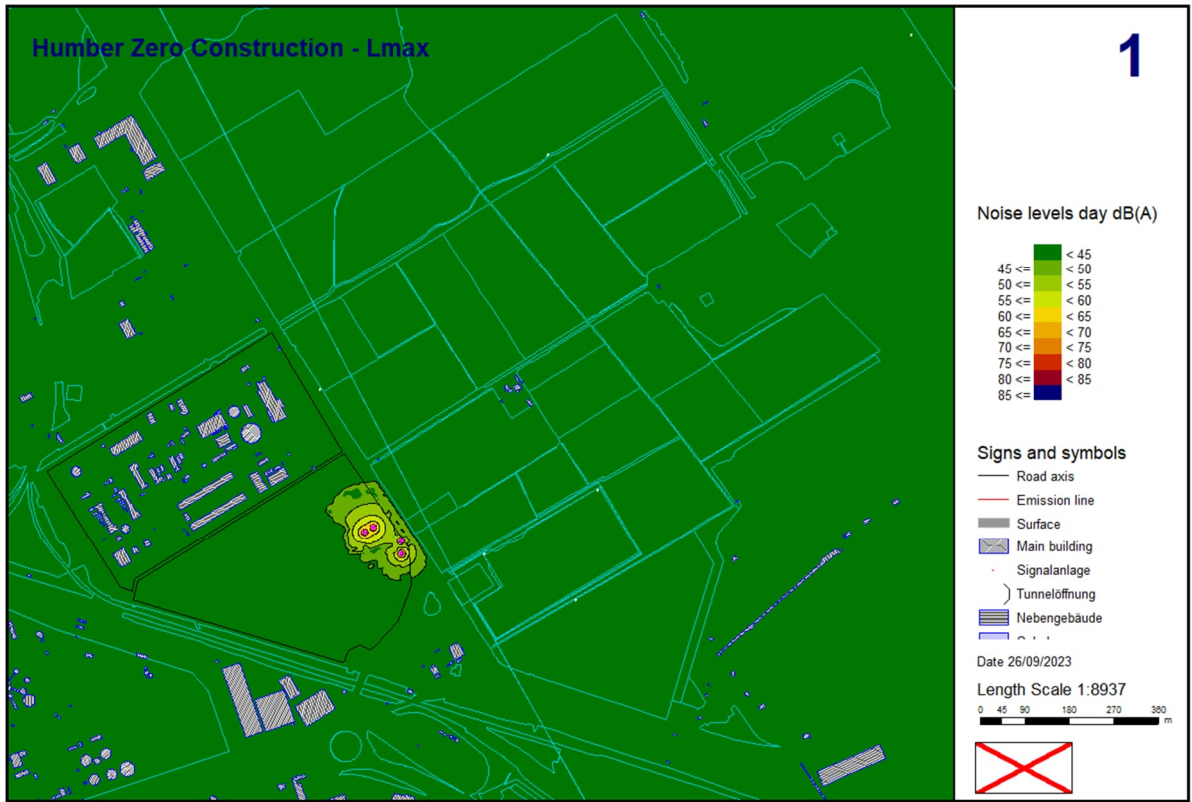 Humber Zero Construction - Lmax
1
Noise levels day dB(A)
< 45
45 <= < 50
50 <= < 55
55 <= < 60
60 <= < 65
65 <= < 70
70 <= < 75
75 <= < 80
80 <= < 85
85 <=
Signs and symbols
Road axis
Emission line
Surface
Main building
Signalanlage
Tunnelöffnung
Nebengebäude
Date 26/09/2023
Length Scale 1:8937
0 45 90 180 270 360
m